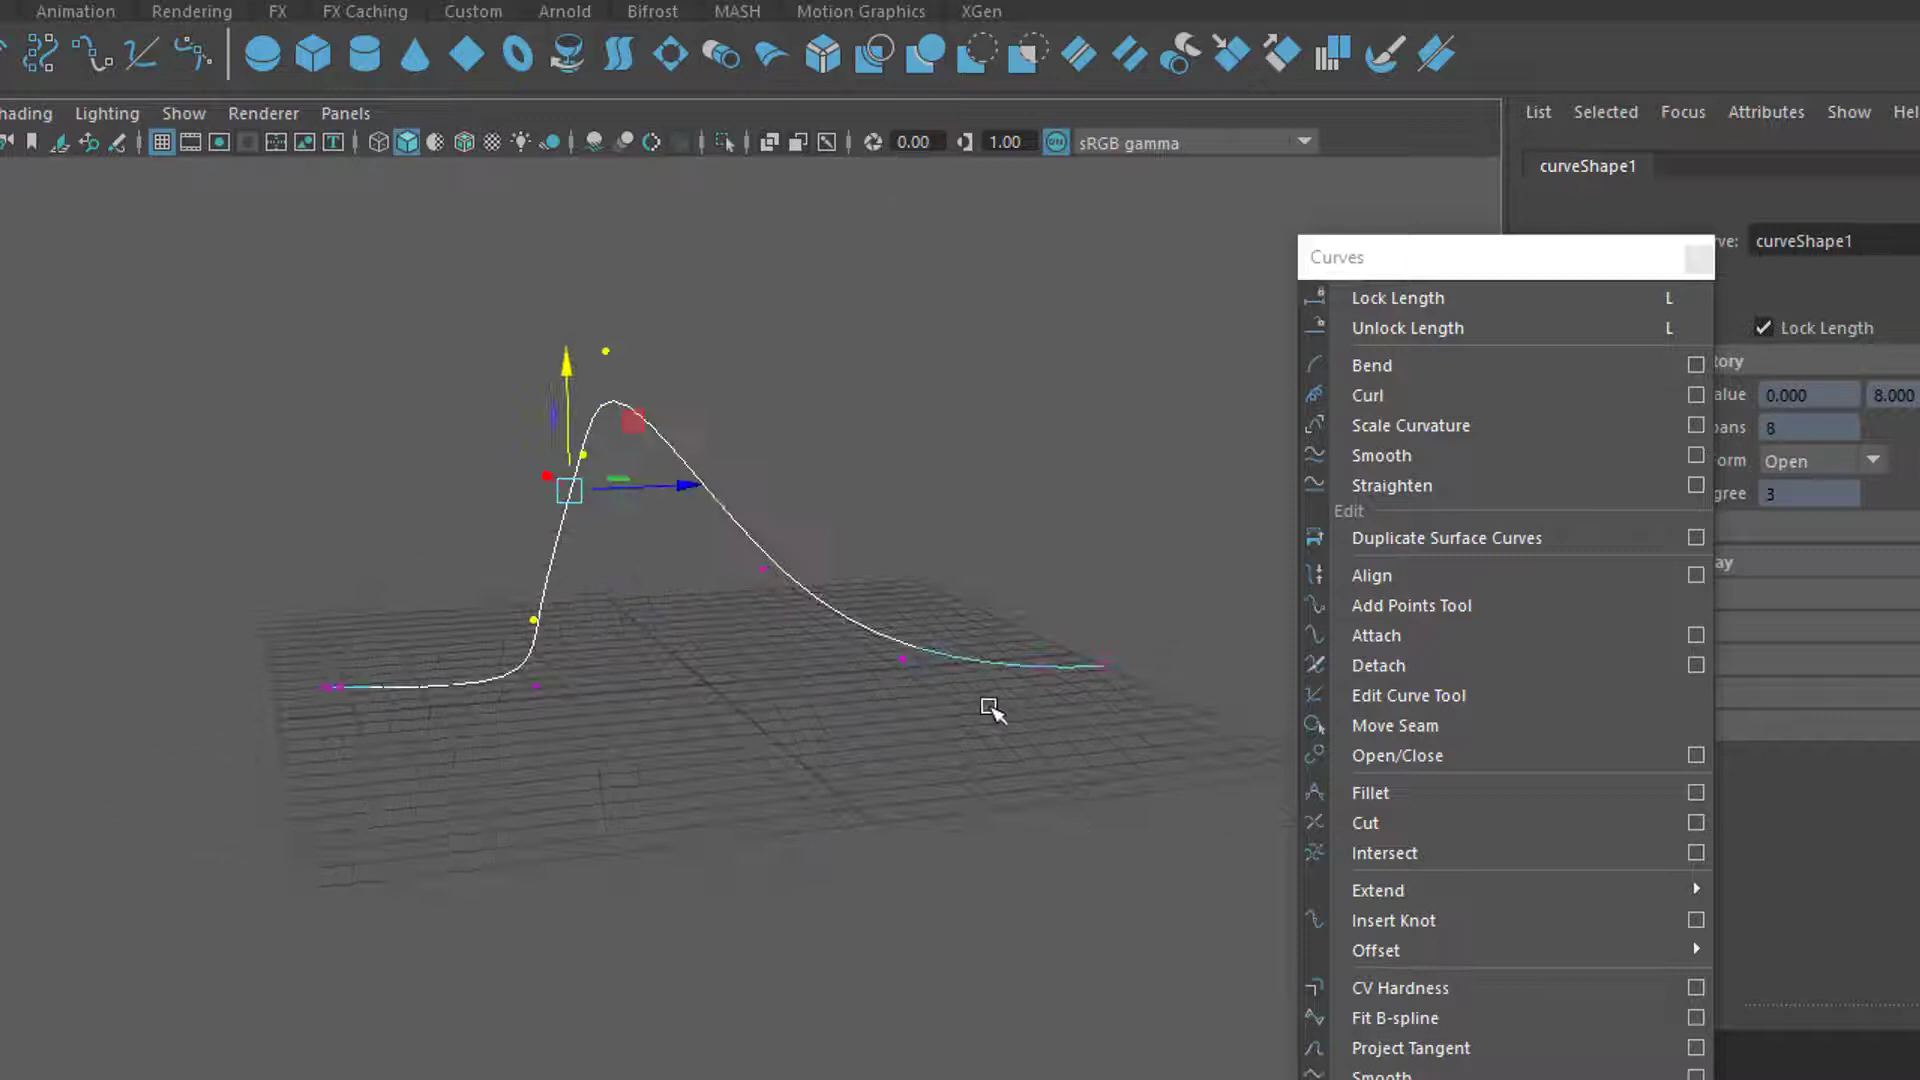 Animation Rendering FX FX Caching Custom Arnold Bifrost MASH Motion Graphics XGen
hading Lighting Show Renderer Panels
0.00 1.00 ON sRGB gamma
List Selected Focus Attributes Show Hel
curveShape1
ve: curveShape1
Curves
Lock Length L
Unlock Length L
Lock Length
tory
Bend
Curl
alue 0.000 8.000
Scale Curvature
pans 8
Smooth
orm Open
Straighten
gree 3
Edit
Duplicate Surface Curves
ay
Align
Add Points Tool
Attach
Detach
Edit Curve Tool
Move Seam
Open/Close
Fillet
Cut
Intersect
Extend
Insert Knot
Offset
CV Hardness
Fit B-spline
Project Tangent
Smooth